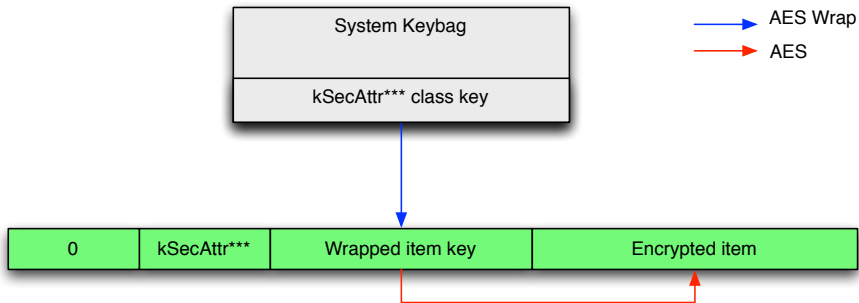 System Keybag
AES Wrap
AES
kSecAttr*** class key
0
kSecAttr***
Wrapped item key
Encrypted item